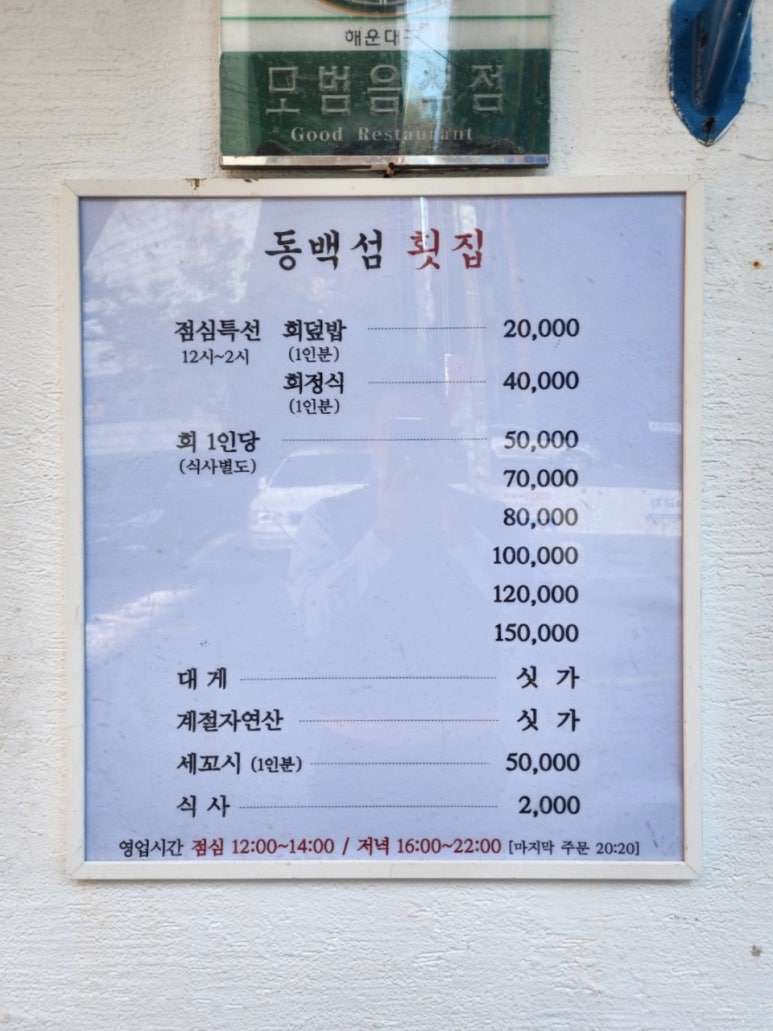 해운대구
모범음식점
Good Restaurant
동백섬 횟집
점심특선 회덮밥 20,000
12시~2시 (1인분)
회정식 40,000
(1인분)
회 1인당 50,000
(식사별도)
70,000
80,000
100,000
120,000
150,000
대게 싯가
계절자연산 싯가
세꼬시 (1인분) 50,000
식사 2,000
영업시간 점심 12:00~14:00 / 저녁 16:00~22:00 [마지막 주문 20:20]